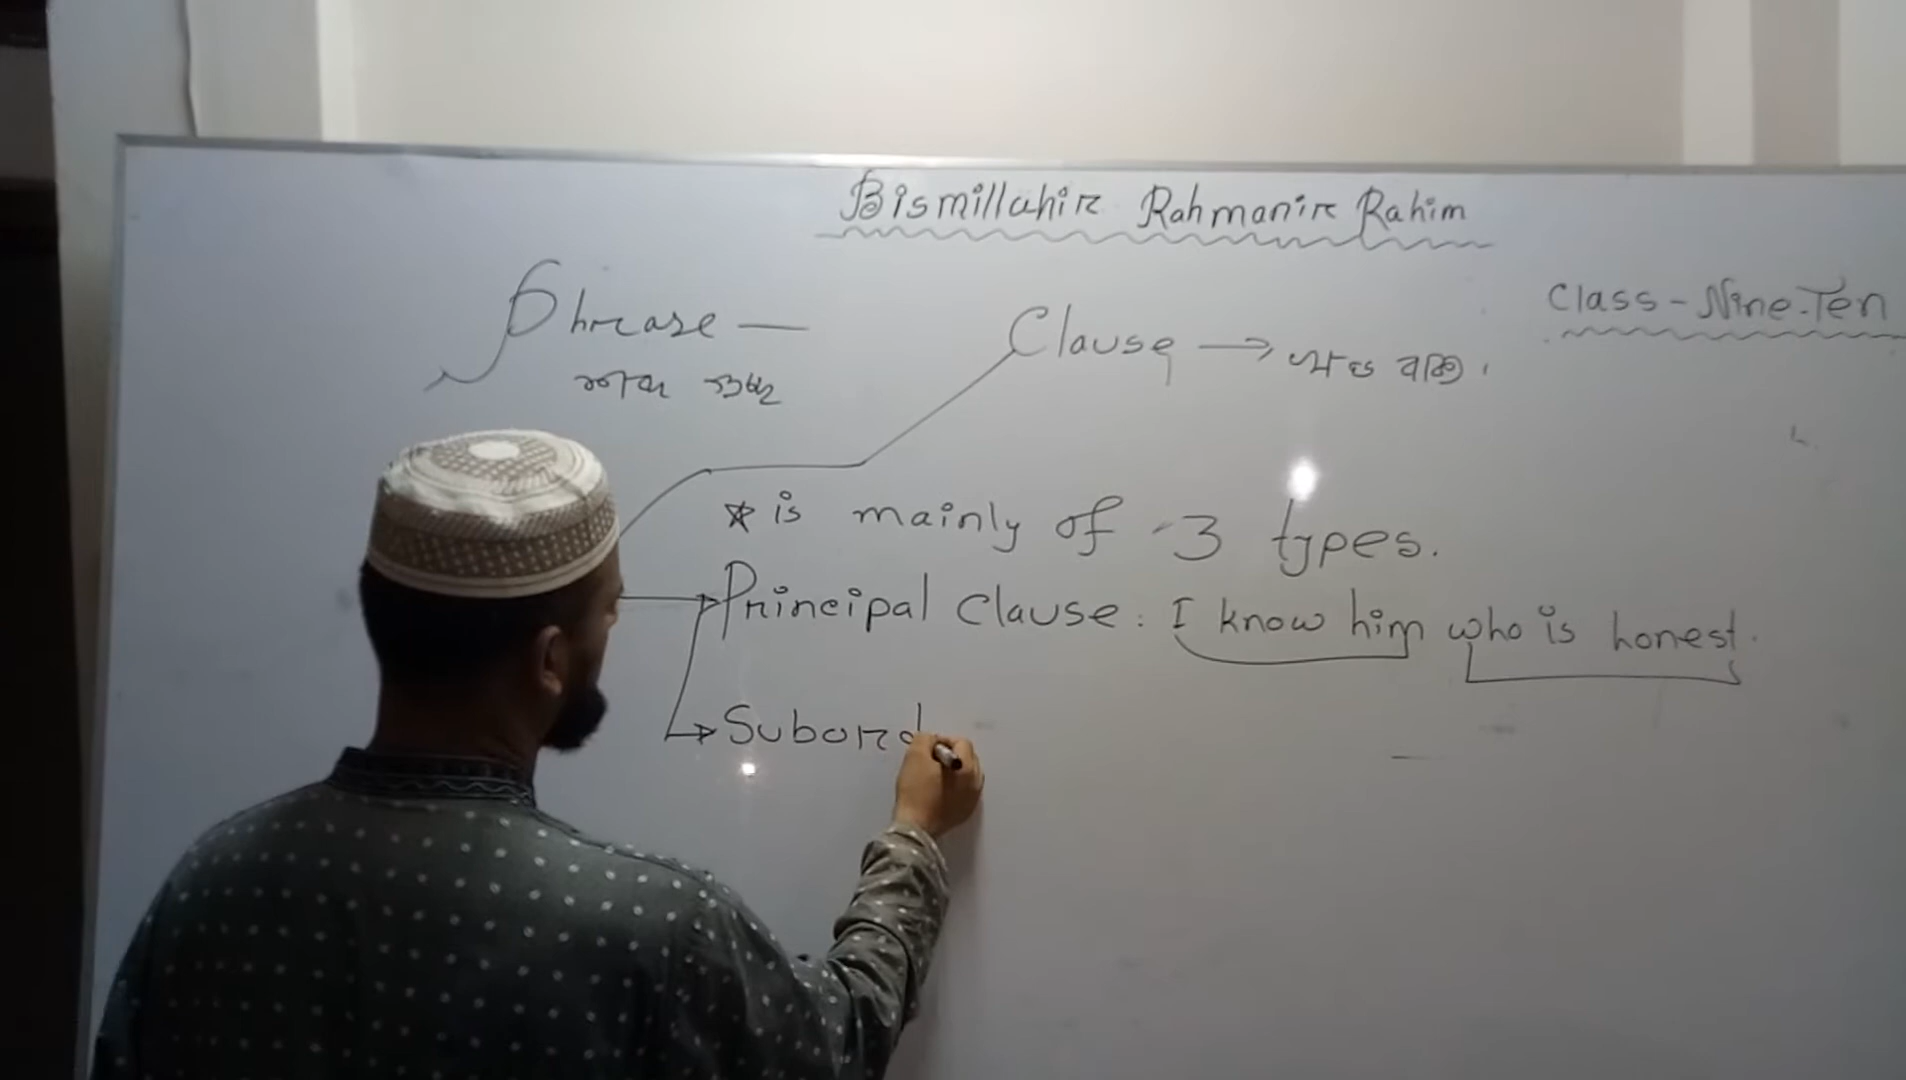 Bismillahir Rahmanir Rahim
Class - Nine-Ten
Phrase —
Clause →
* is mainly of 3 types.
Principal Clause : I know him who is honest.
Subord